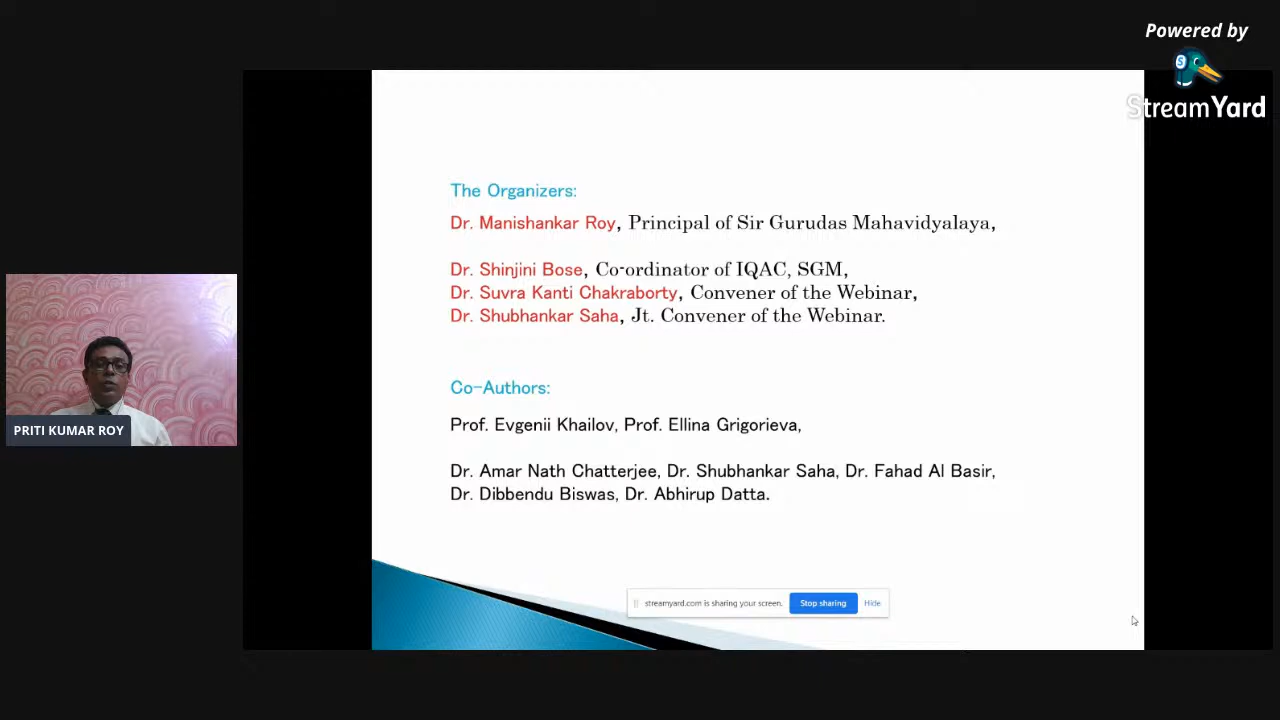 Powered by
StreamYard
The Organizers:
Dr. Manishankar Roy, Principal of Sir Gurudas Mahavidyalaya,
Dr. Shinjini Bose, Co-ordinator of IQAC, SGM,
Dr. Suvra Kanti Chakraborty, Convener of the Webinar,
Dr. Shubhankar Saha, Jt. Convener of the Webinar.
Co-Authors:
Prof. Evgenii Khailov, Prof. Ellina Grigorieva,
Dr. Amar Nath Chatterjee, Dr. Shubhankar Saha, Dr. Fahad Al Basir,
Dr. Dibbendu Biswas, Dr. Abhirup Datta.
PRITI KUMAR ROY
streamyard.com is sharing your screen. Stop sharing Hide